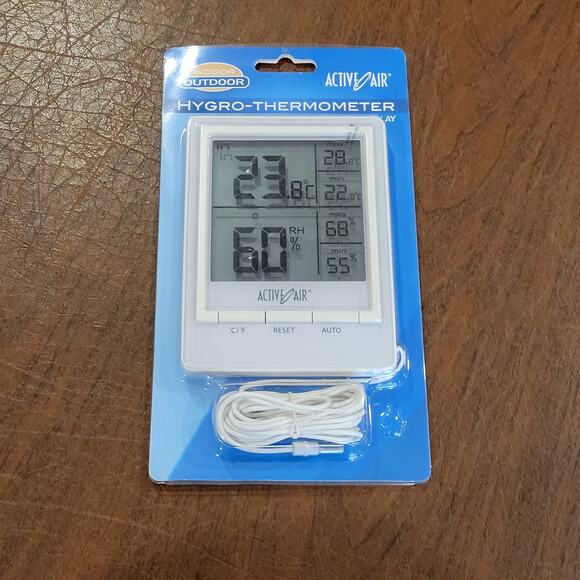 INDOOR
OUTDOOR
ACTIVE AIR®
HYGRO-THERMOMETER
in
23.8°C
max
28.8°C
min
22.8°C
60 RH %
max
68%
min
55%
ACTIVE AIR®
°C/°F RESET AUTO